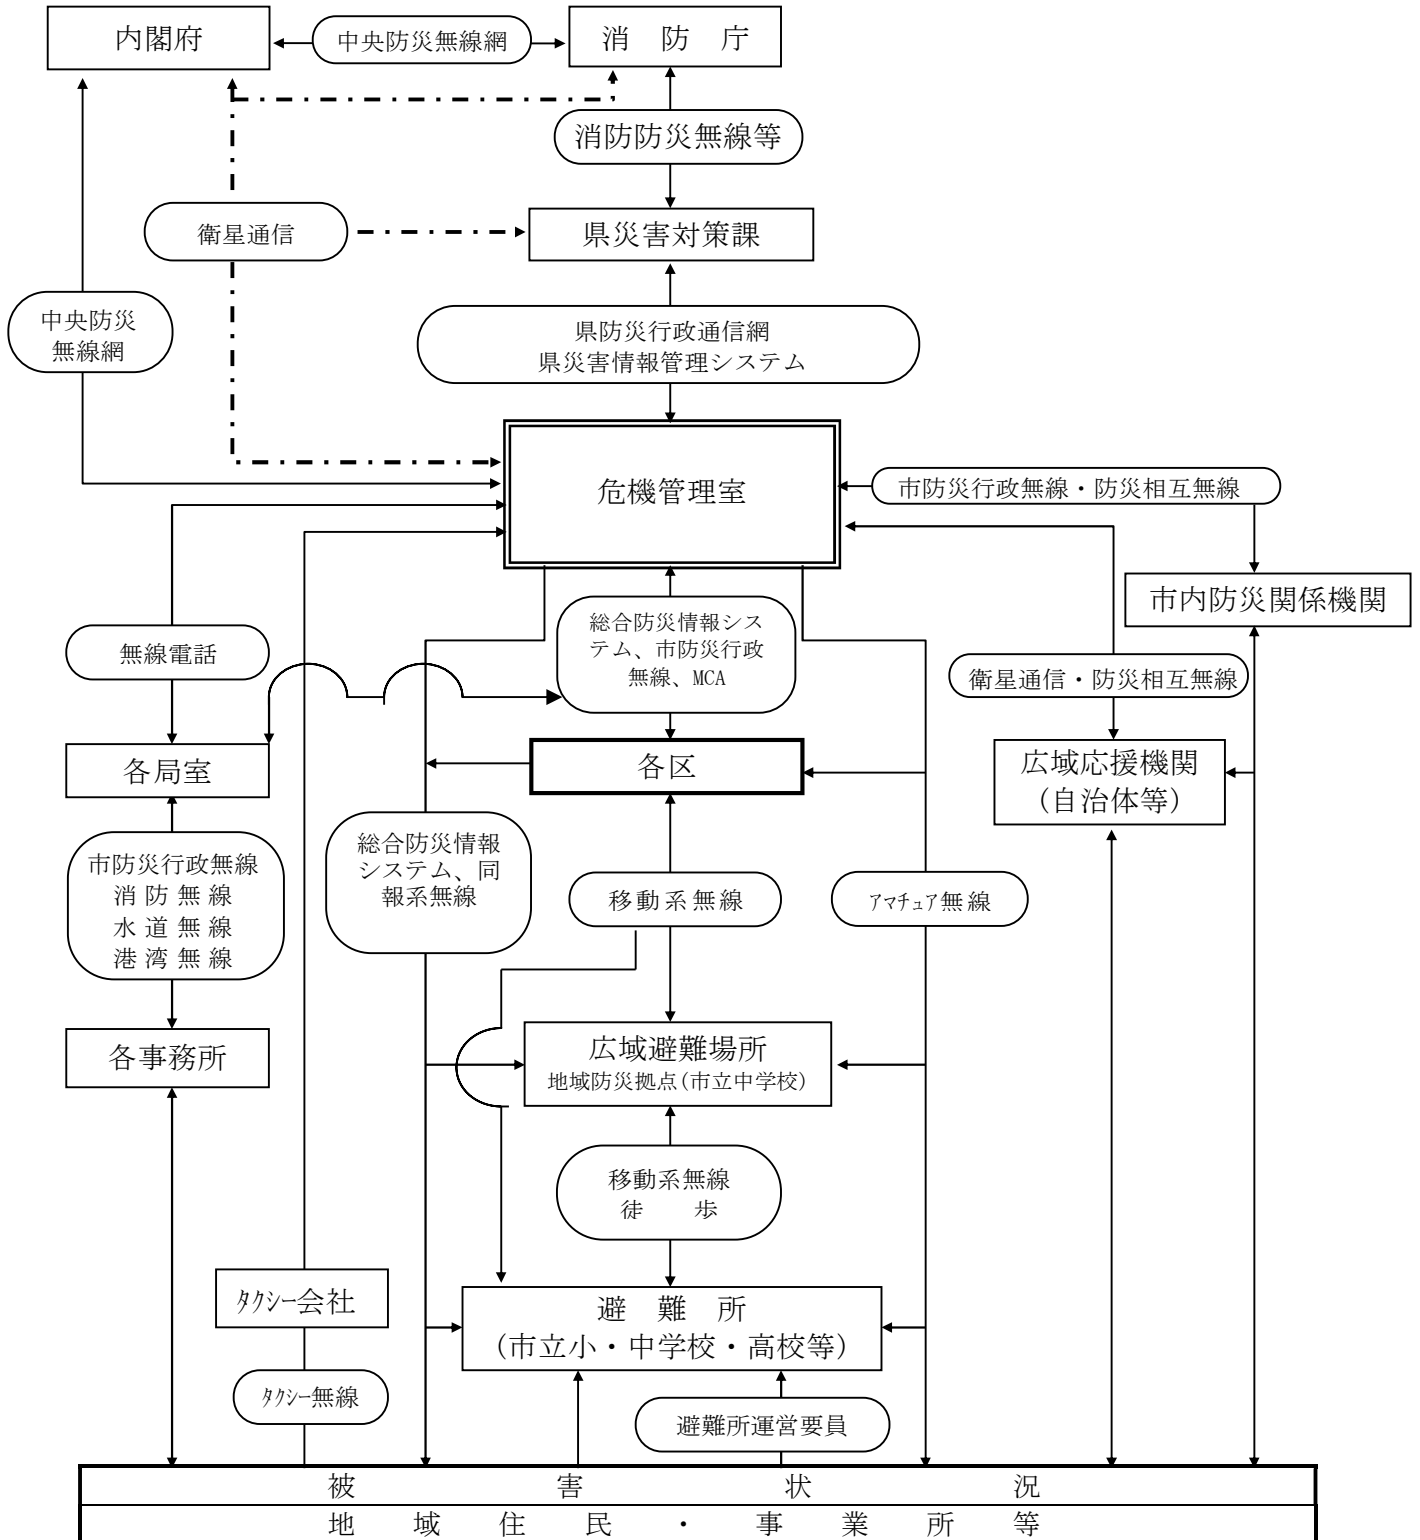 内閣府
中央防災無線網
消　防　庁
消防防災無線等
衛星通信
県災害対策課
中央防災
無線網
県防災行政通信網
県災害情報管理システム
危機管理室
市防災行政無線・防災相互無線
市内防災関係機関
総合防災情報シス
テム、市防災行政
無線、MCA
無線電話
衛星通信・防災相互無線
各局室
各区
広域応援機関
（自治体等）
市防災行政無線
消 防 無 線
水 道 無 線
港 湾 無 線
総合防災情報
システム、同
報系無線
移動系無線
ｱﾏﾁｭｱ無線
各事務所
広域避難場所
地域防災拠点(市立中学校)
移動系無線
徒　　歩
ﾀｸｼｰ会社
避　難　所
（市立小・中学校・高校等）
ﾀｸｼｰ無線
避難所運営要員
被　害　状　況
地　域　住　民　・　事　業　所　等